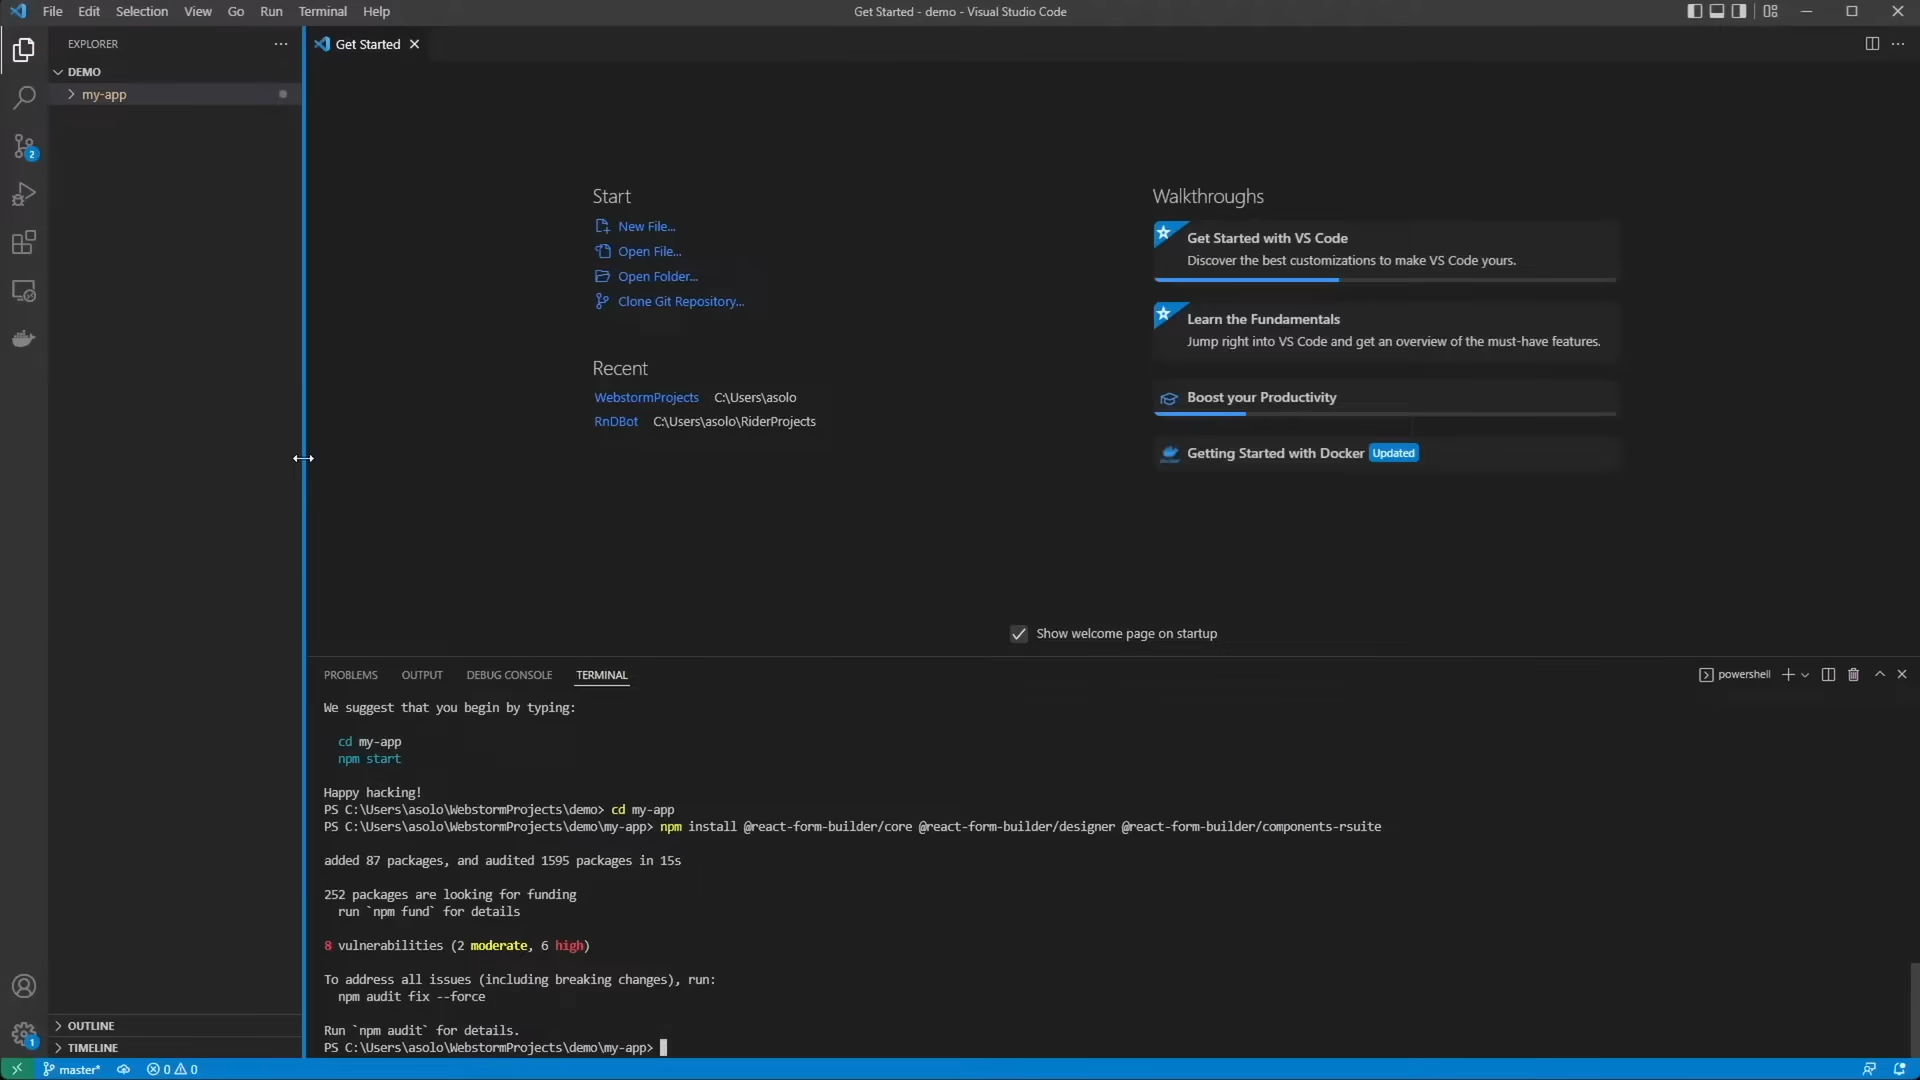 File Edit Selection View Go Run Terminal Help
Get Started - demo - Visual Studio Code
EXPLORER
Get Started
DEMO
my-app
2
Start
New File...
Open File...
Open Folder...
Clone Git Repository...
Recent
WebstormProjects C:\Users\asolo
RnDBot C:\Users\asolo\RiderProjects
Walkthroughs
Get Started with VS Code
Discover the best customizations to make VS Code yours.
Learn the Fundamentals
Jump right into VS Code and get an overview of the must-have features.
Boost your Productivity
Getting Started with Docker Updated
Show welcome page on startup
PROBLEMS OUTPUT DEBUG CONSOLE TERMINAL
powershell
We suggest that you begin by typing:
cd my-app
npm start
Happy hacking!
PS C:\Users\asolo\WebstormProjects\demo> cd my-app
PS C:\Users\asolo\WebstormProjects\demo\my-app> npm install @react-form-builder/core @react-form-builder/designer @react-form-builder/components-rsuite
added 87 packages, and audited 1595 packages in 15s
252 packages are looking for funding
run `npm fund` for details
8 vulnerabilities (2 moderate, 6 high)
To address all issues (including breaking changes), run:
npm audit fix --force
Run `npm audit` for details.
PS C:\Users\asolo\WebstormProjects\demo\my-app>
OUTLINE
1
TIMELINE
master* 0 0